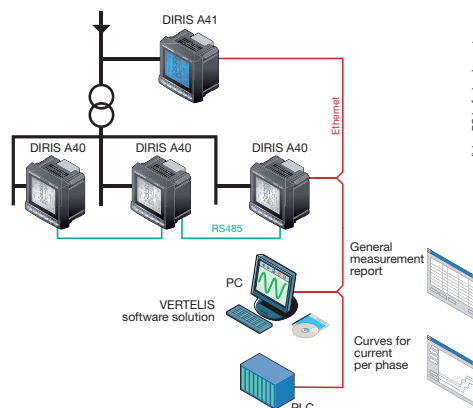 DIRIS A41
Ethernet
DIRIS A40
DIRIS A40
DIRIS A40
RS485
General
measurement
report
PC
VERTELIS
software solution
Curves for
current
per phase
PLC